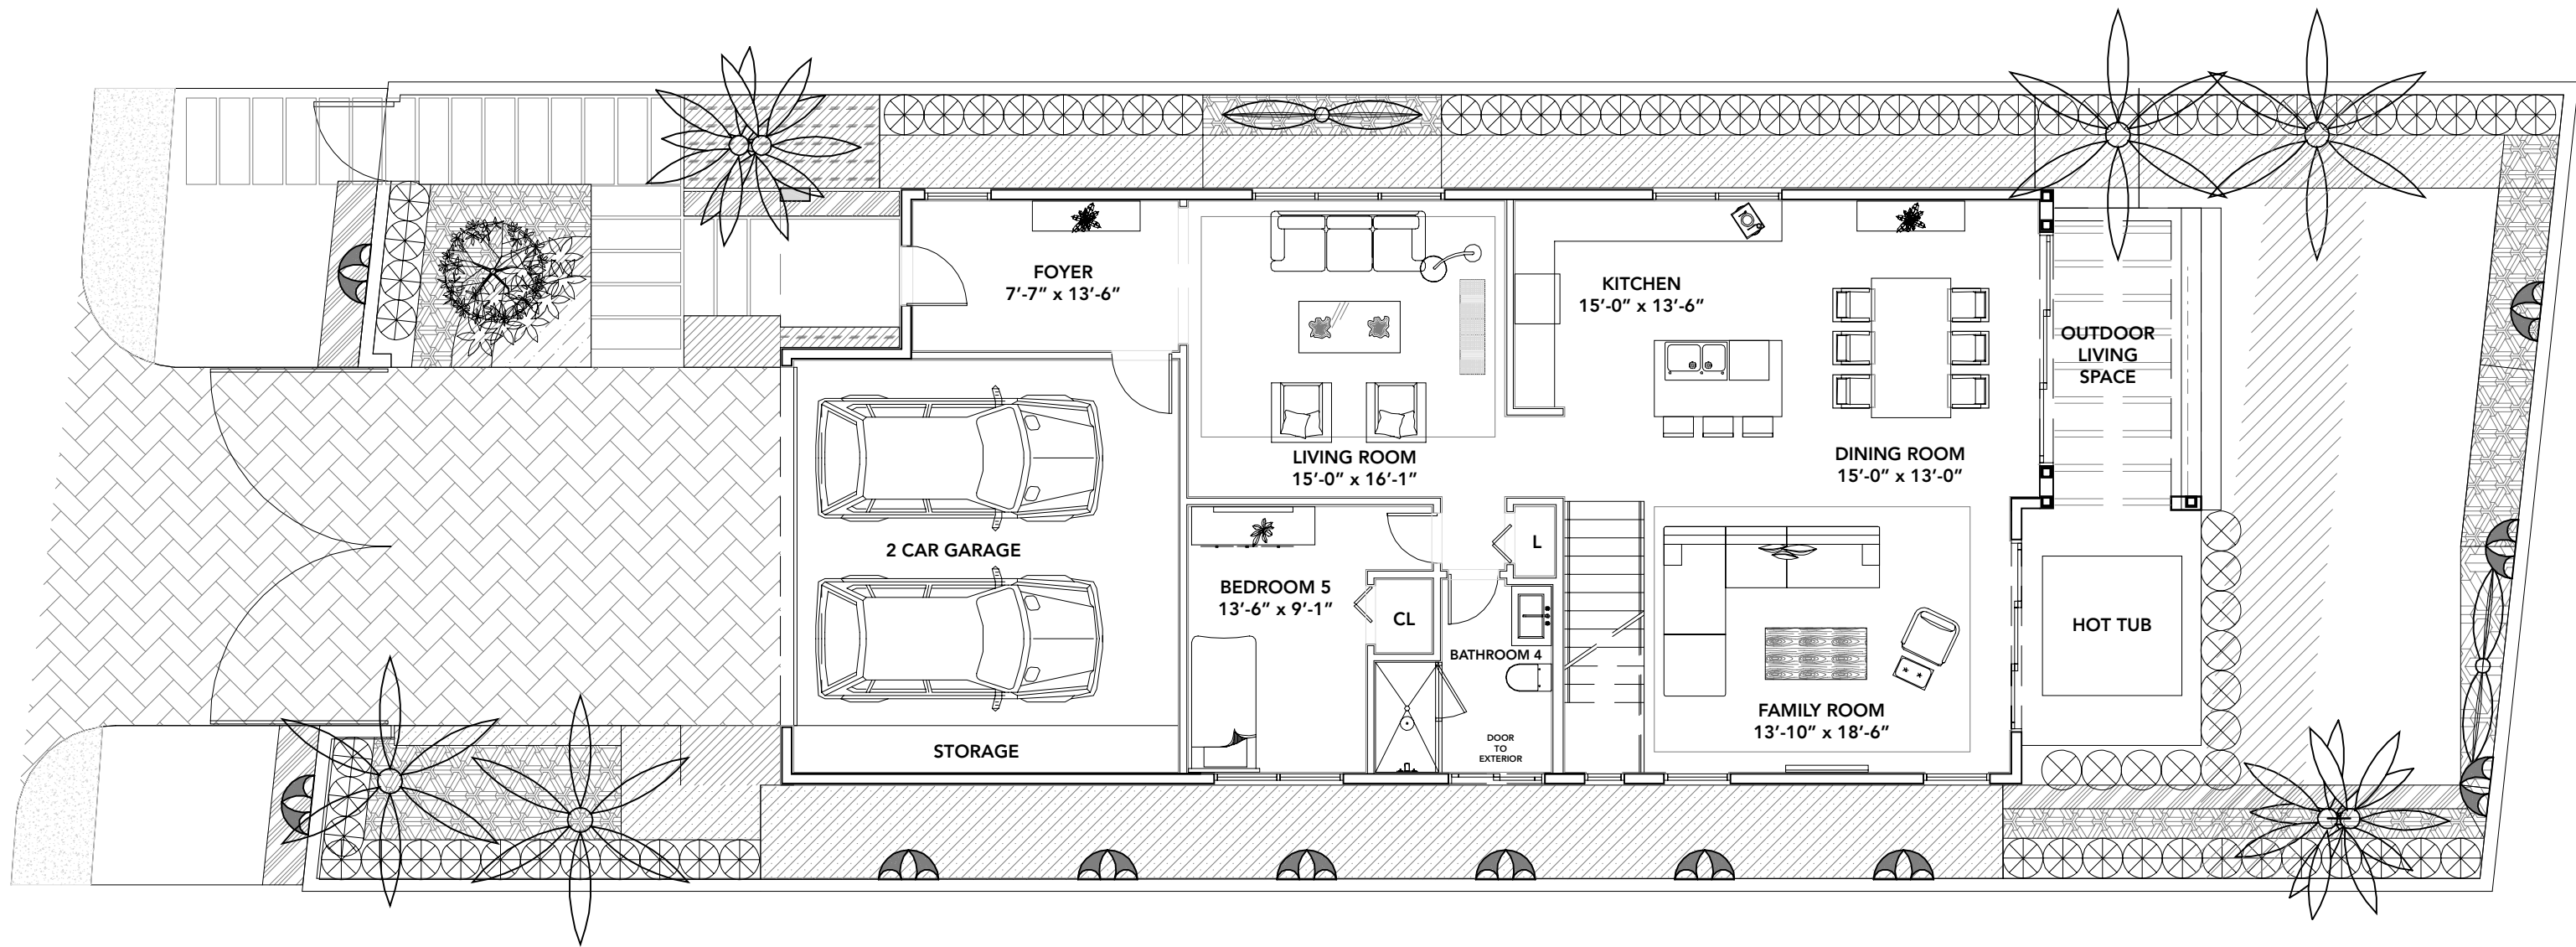 FOYER
7’-7” x 13’-6”
KITCHEN
15’-0” x 13’-6”
OUTDOOR
LIVING
SPACE
LIVING ROOM
15’-0” x 16’-1”
DINING ROOM
15’-0” x 13’-0”
2 CAR GARAGE
L
BEDROOM 5
13’-6” x 9’-1”
CL
HOT TUB
BATHROOM 4
FAMILY ROOM
13’-10” x 18’-6”
STORAGE
DOOR
TO
EXTERIOR